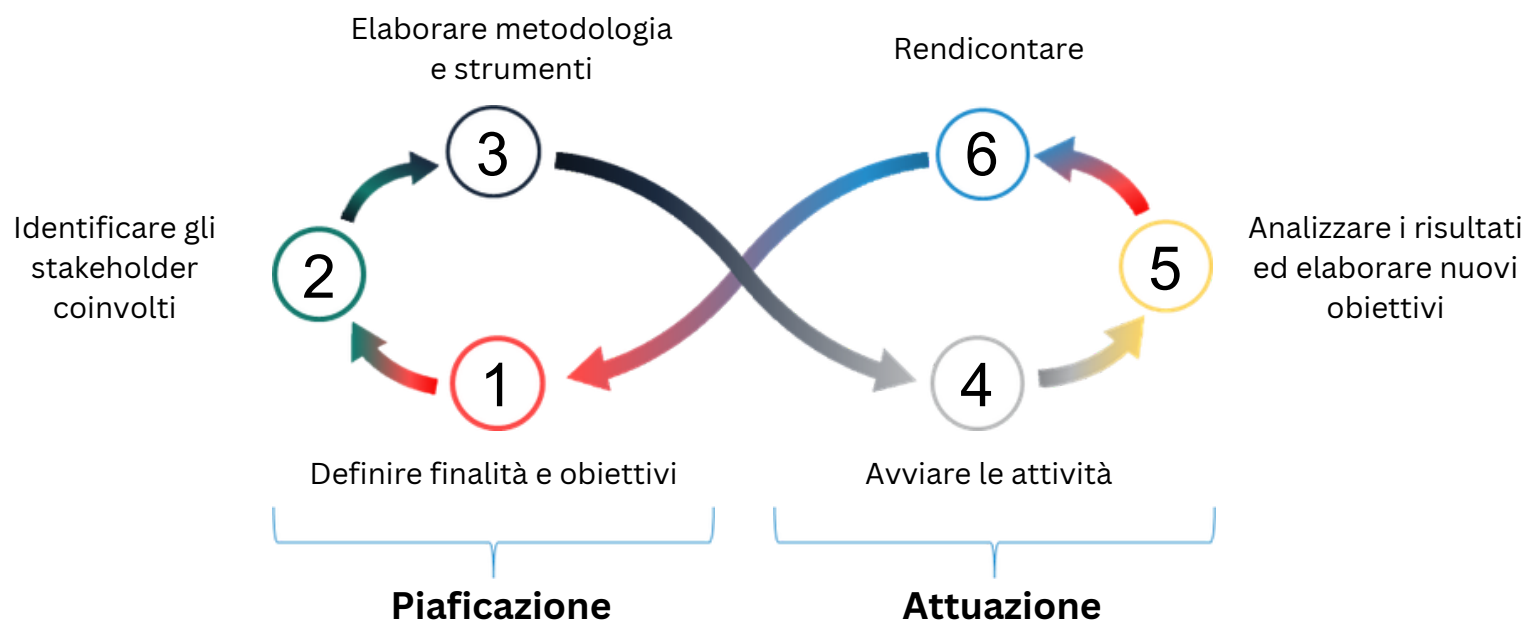 Elaborare metodologia
e strumenti
Rendicontare
3
6
Identificare gli
stakeholder
coinvolti
2
5
Analizzare i risultati
ed elaborare nuovi
obiettivi
1
4
Definire finalità e obiettivi
Avviare le attività
Piaficazione
Attuazione